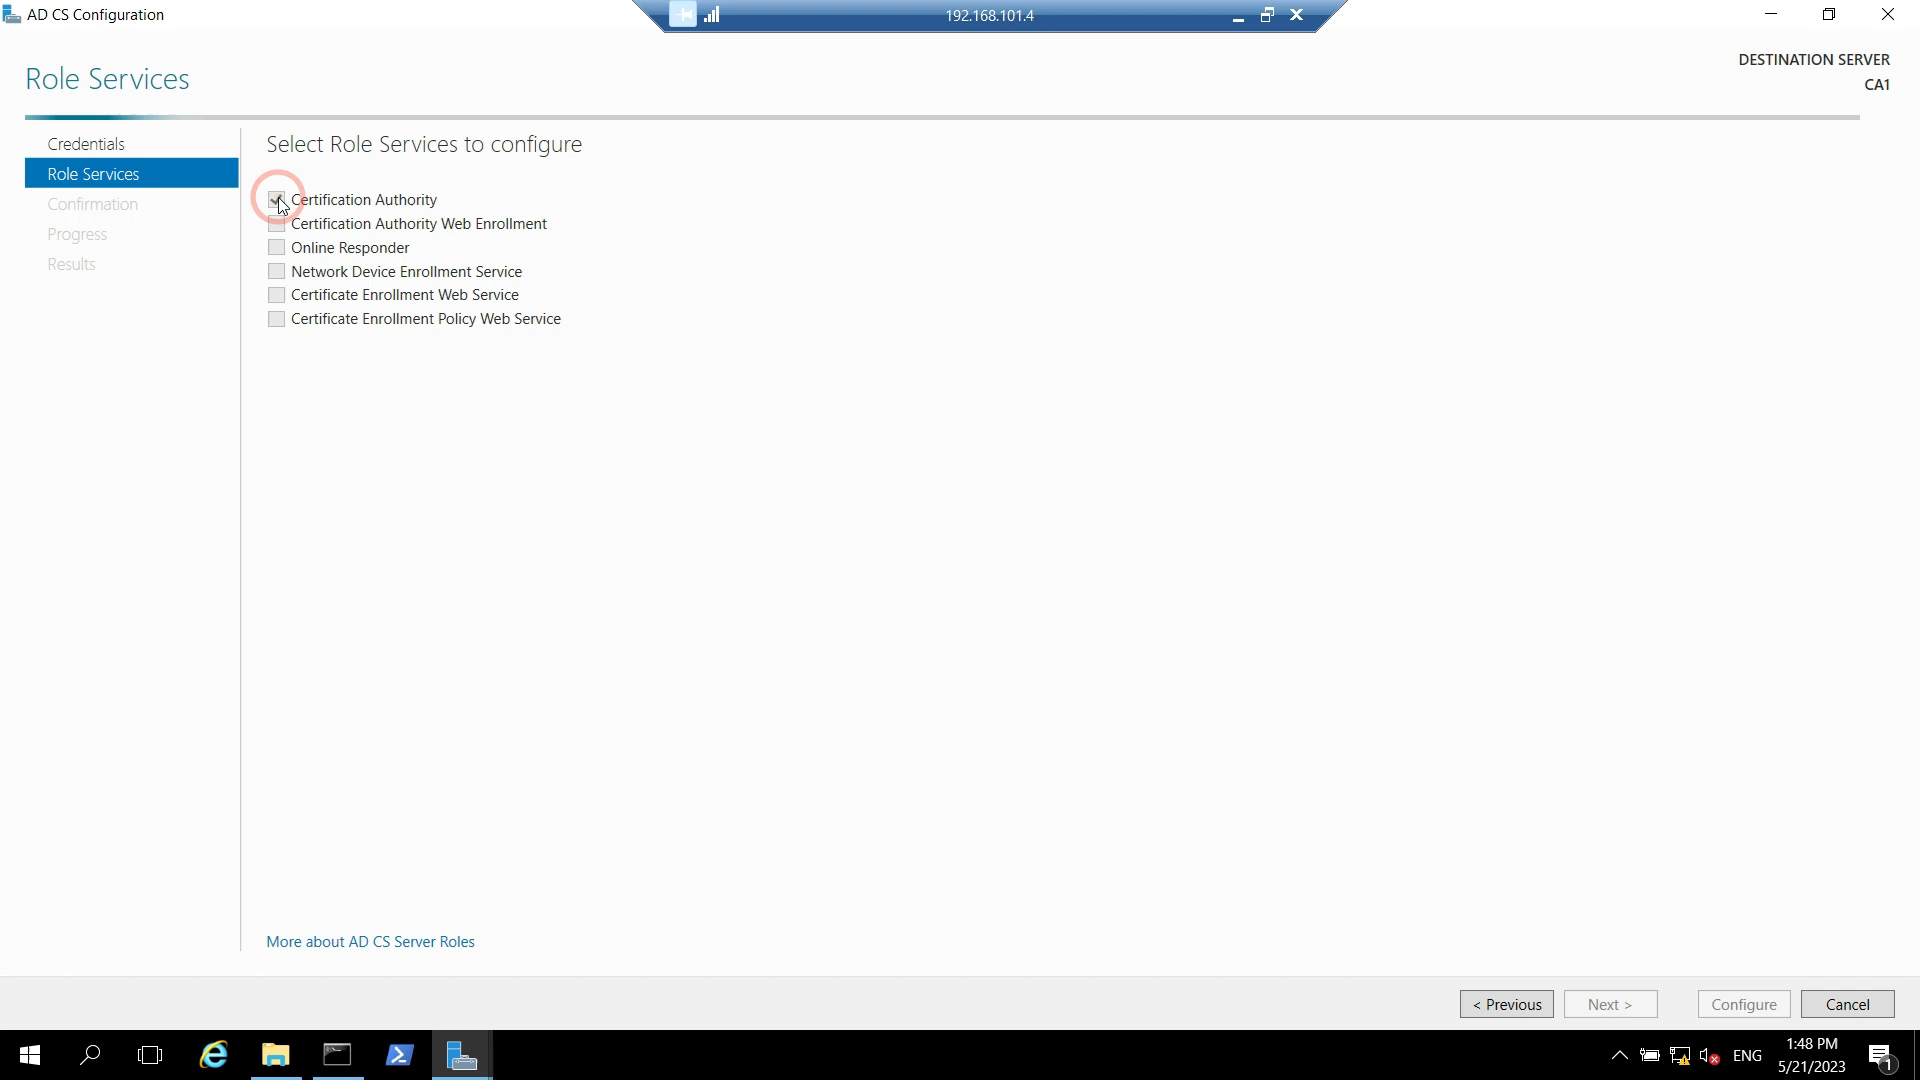 AD CS Configuration
192.168.101.4
DESTINATION SERVER
CA1
Role Services
Credentials
Role Services
Confirmation
Progress
Results
Select Role Services to configure
Certification Authority
Certification Authority Web Enrollment
Online Responder
Network Device Enrollment Service
Certificate Enrollment Web Service
Certificate Enrollment Policy Web Service
More about AD CS Server Roles
< Previous
Next >
Configure
Cancel
ENG
1:48 PM
5/21/2023
1